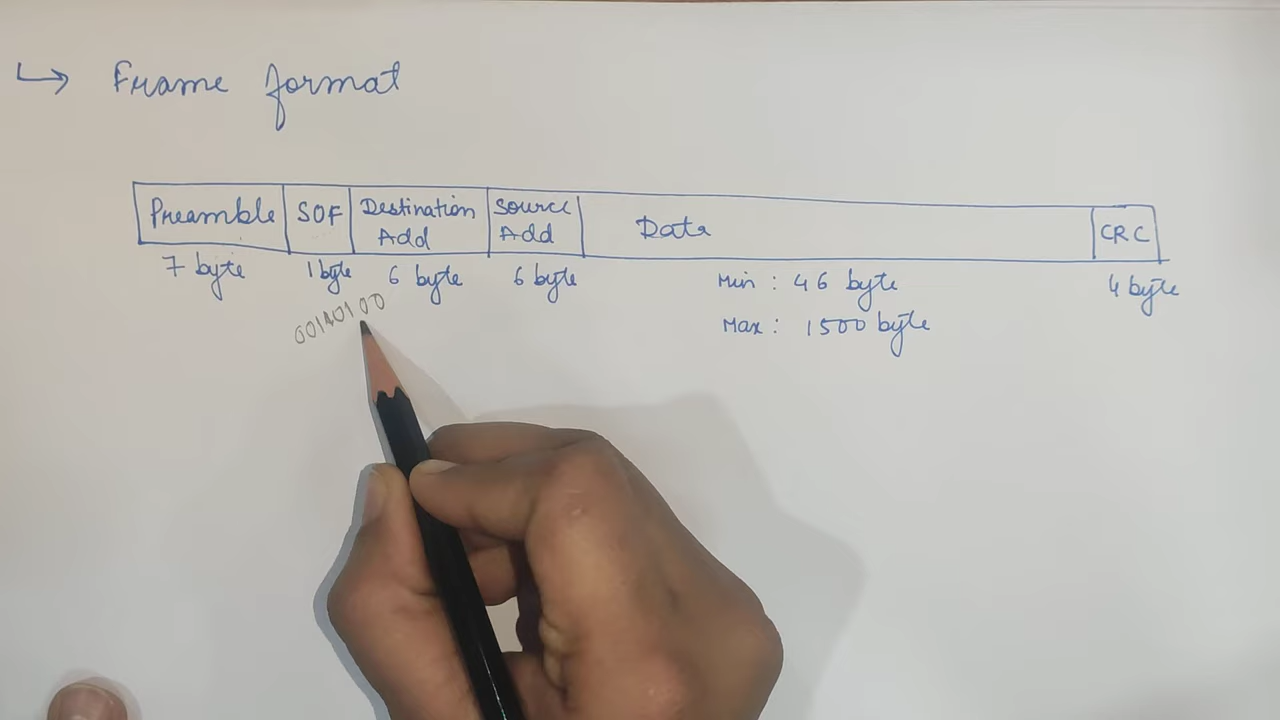 ↳ Frame format
Preamble SOF Destination Add Source Add Data CRC
7 byte 1 byte 6 byte 6 byte Min : 46 byte 4 byte
Max : 1500 byte